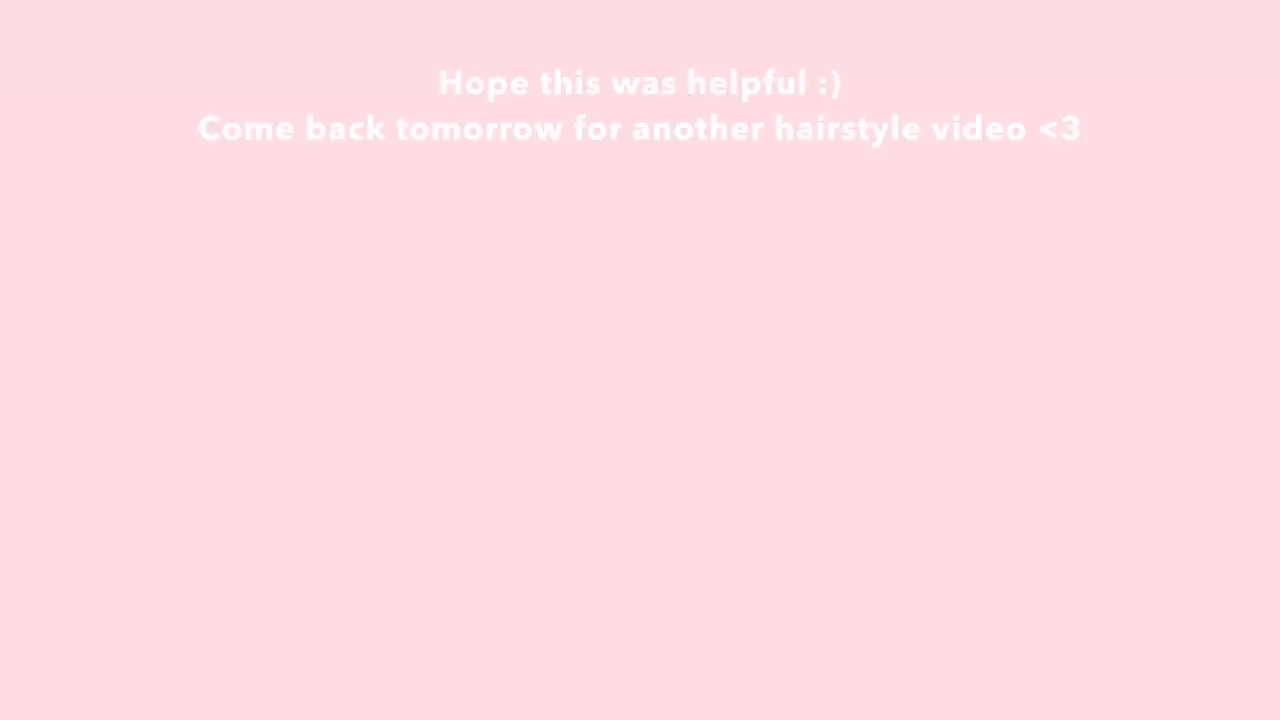 Hope this was helpful :)
Come back tomorrow for another hairstyle video <3